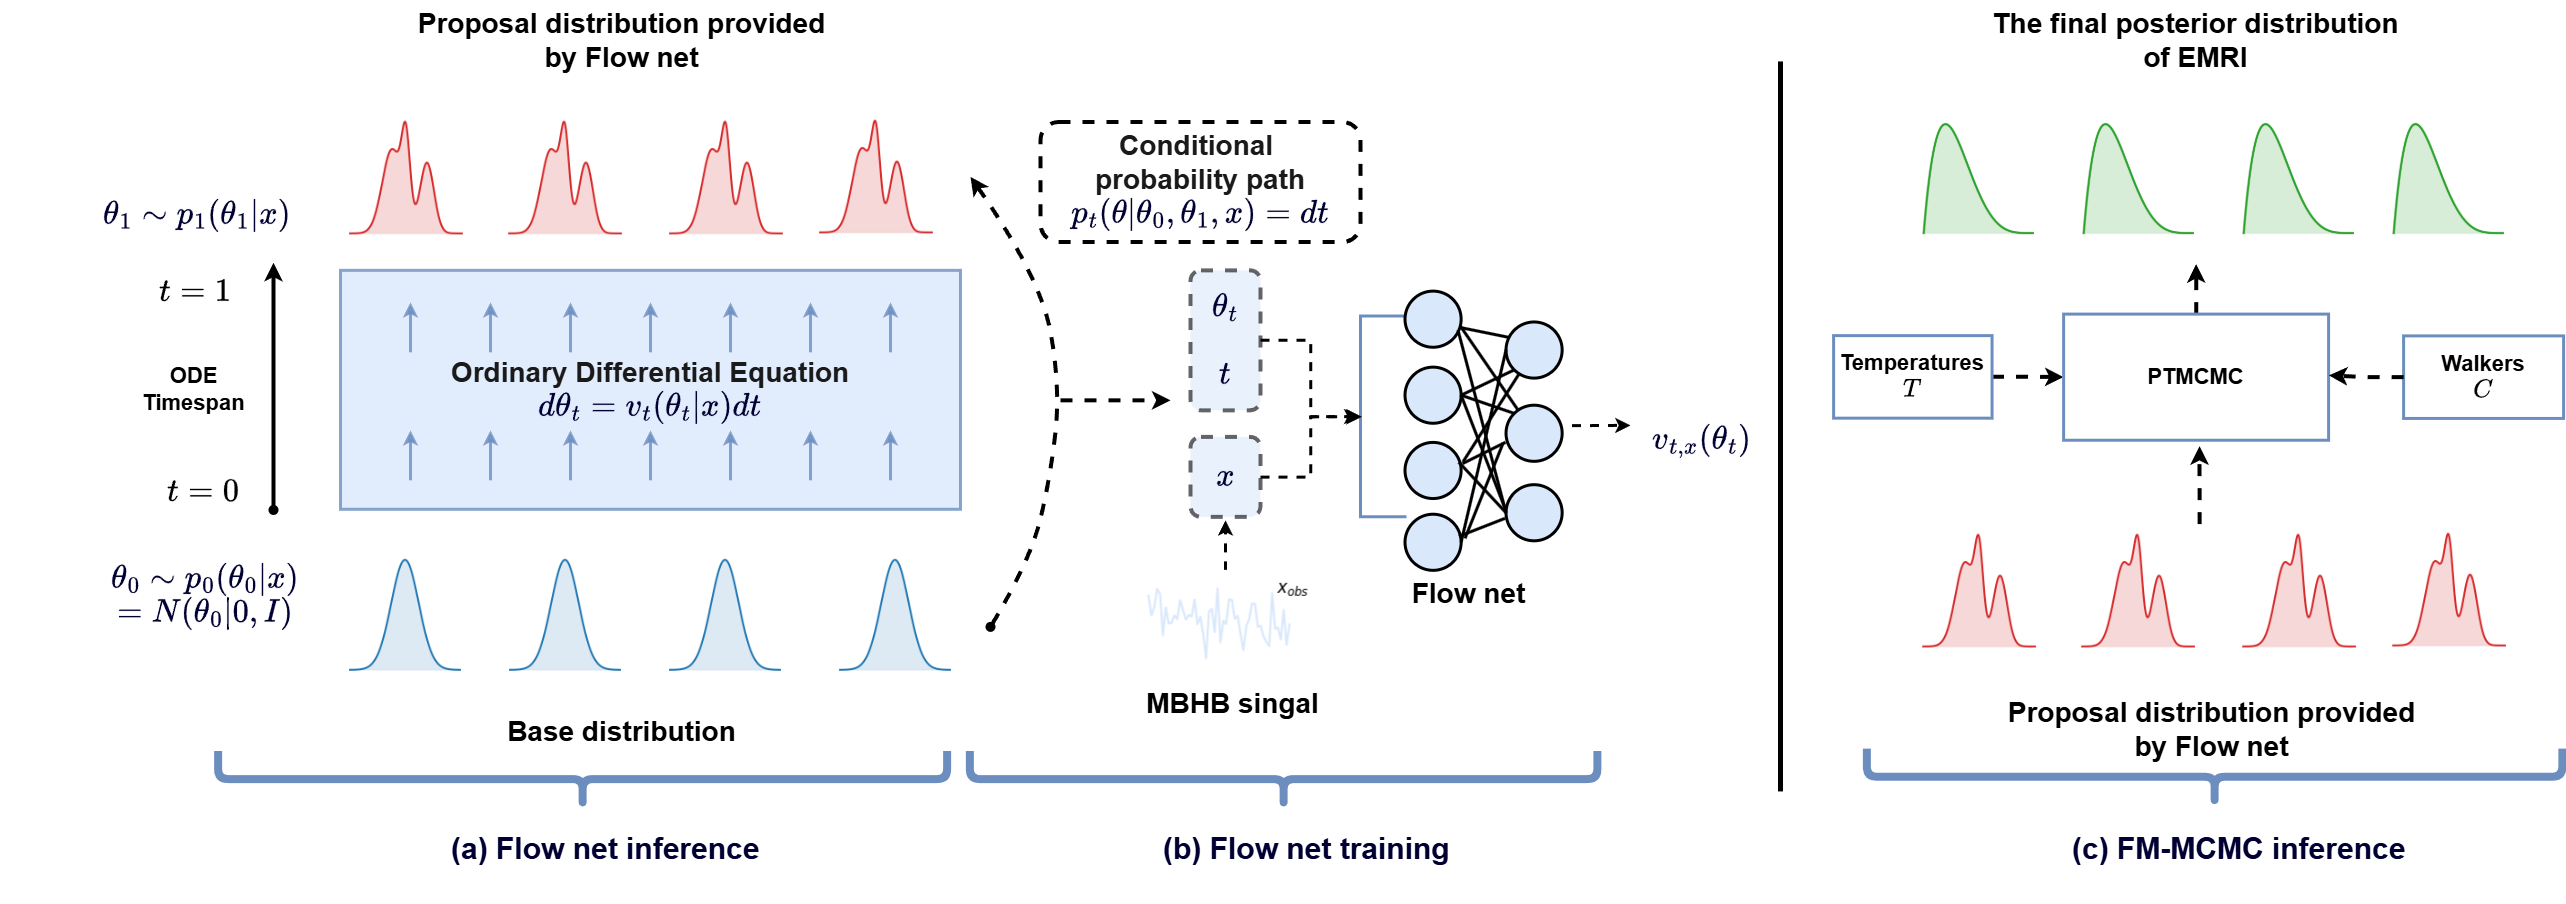 Proposal distribution provided
by Flow net
θ₁ ∼ p₁(θ₁|x)
t = 1
ODE
Timespan
t = 0
Ordinary Differential Equation
dθₜ = vₜ(θₜ|x)dt
θ₀ ∼ p₀(θ₀|x)
= N(θ₀|0, I)
Base distribution
(a) Flow net inference
Conditional
probability path
pₜ(θ|θ₀, θ₁, x) = dt
θₜ
t
x
x_obs
MBHB singal
Flow net
v_{t,x}(θₜ)
(b) Flow net training
The final posterior distribution
of EMRI
Temperatures
T
PTMCMC
Walkers
C
Proposal distribution provided
by Flow net
(c) FM-MCMC inference